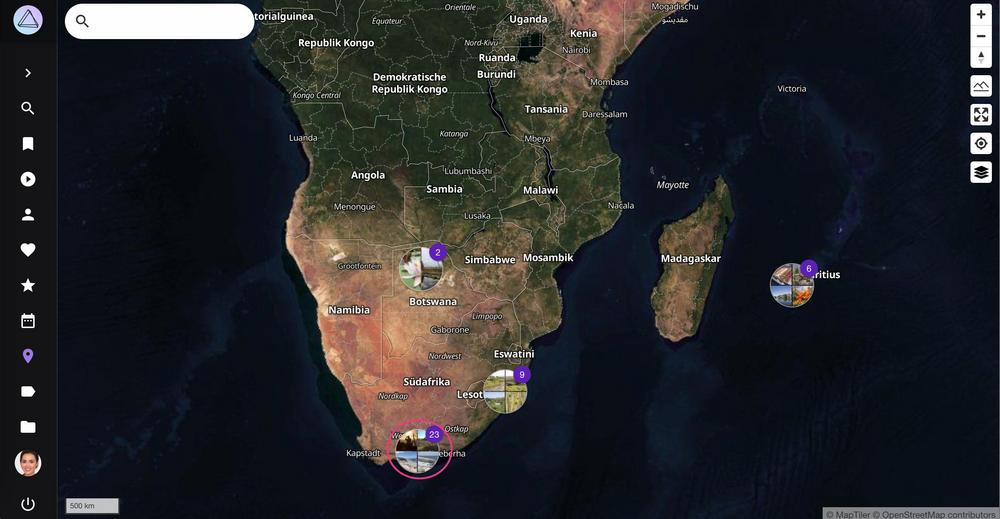 torialguinea
Orientale
Mogadischu
مقديشو
Équateur
Uganda
Kenia
Republik Kongo
Nord-Kivu
Nairobi
Ruanda
Burundi
Demokratische
Republik Kongo
Mombasa
Victoria
Kongo Central
Tansania
Daressalam
Luanda
Katanga
Mbeya
Lubumbashi
Angola
Sambia
Malawi
Mayotte
Menongue
Lusaka
Nacala
2
Simbabwe
Mosambik
Madagaskar
Grootfontein
6
ritius
Botswana
Namibia
Limpopo
Gaborone
Nordwest
Eswatini
9
Südafrika
Nordkap
Lesot
Ostkap
23
Kapstadt
eberha
500 km
© MapTiler © OpenStreetMap contributors